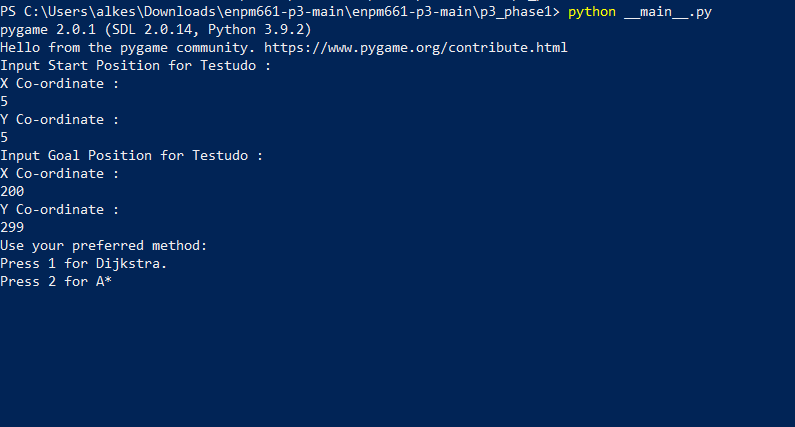 PS C:\Users\alkes\Downloads\enpm661-p3-main\enpm661-p3-main\p3_phase1> python __main__.py
pygame 2.0.1 (SDL 2.0.14, Python 3.9.2)
Hello from the pygame community. https://www.pygame.org/contribute.html
Input Start Position for Testudo :
X Co-ordinate :
5
Y Co-ordinate :
5
Input Goal Position for Testudo :
X Co-ordinate :
200
Y Co-ordinate :
299
Use your preferred method:
Press 1 for Dijkstra.
Press 2 for A*